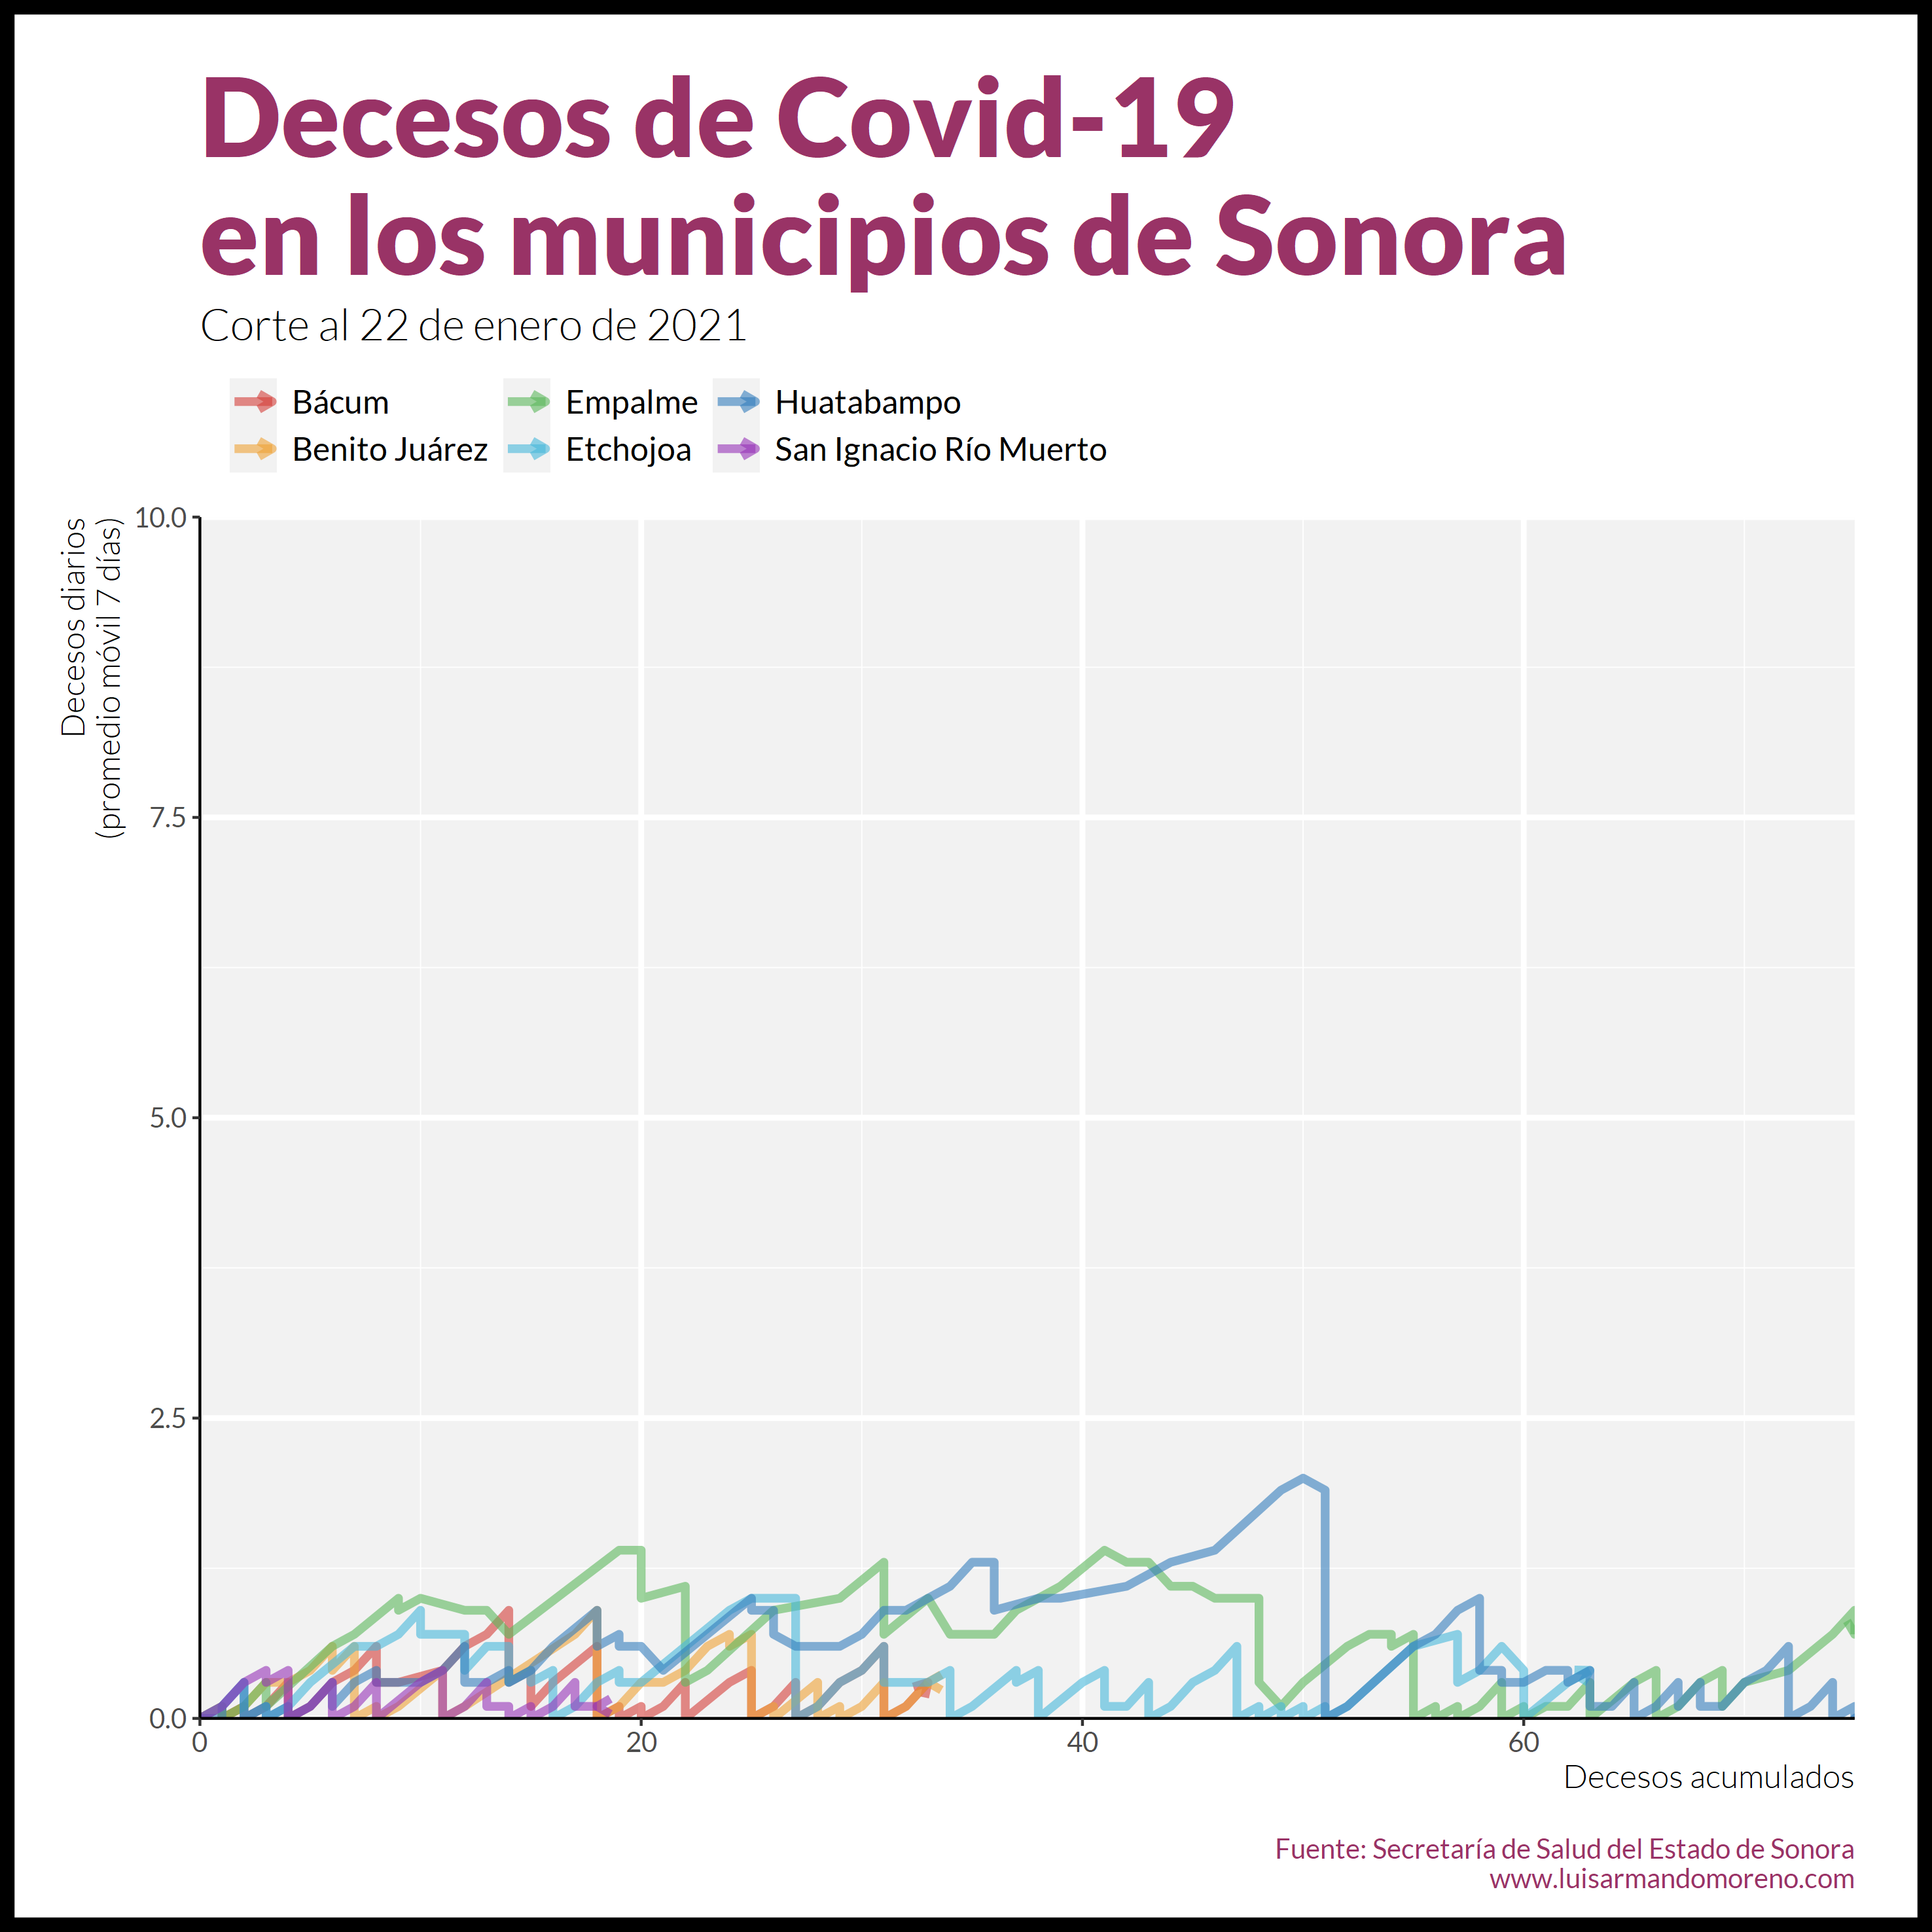 Decesos de Covid-19
en los municipios de Sonora
Corte al 22 de enero de 2021
Bácum
Empalme
Huatabampo
Benito Juárez
Etchojoa
San Ignacio Río Muerto
Decesos diarios
(promedio móvil 7 días)
10.0
7.5
5.0
2.5
0.0
0
20
40
60
Decesos acumulados
Fuente: Secretaría de Salud del Estado de Sonora
www.luisarmandomoreno.com